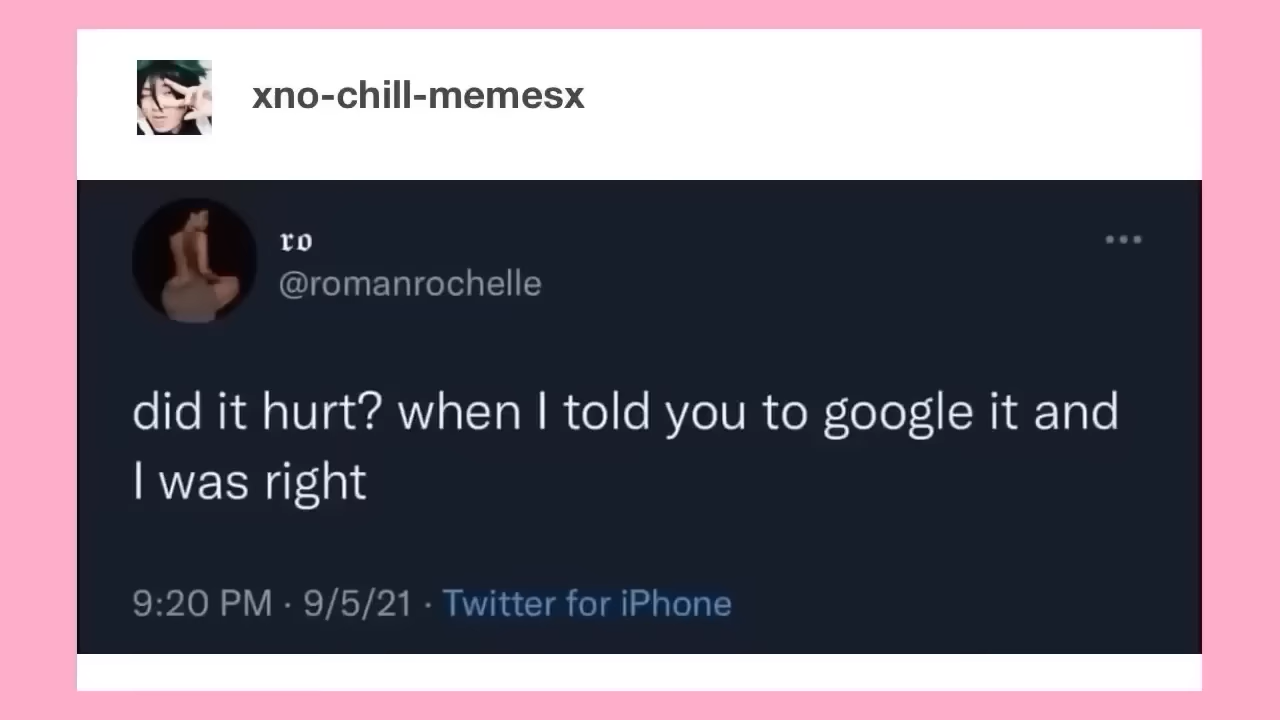 xno-chill-memesx
ro
@romanrochelle
did it hurt? when I told you to google it and
I was right
9:20 PM · 9/5/21 · Twitter for iPhone